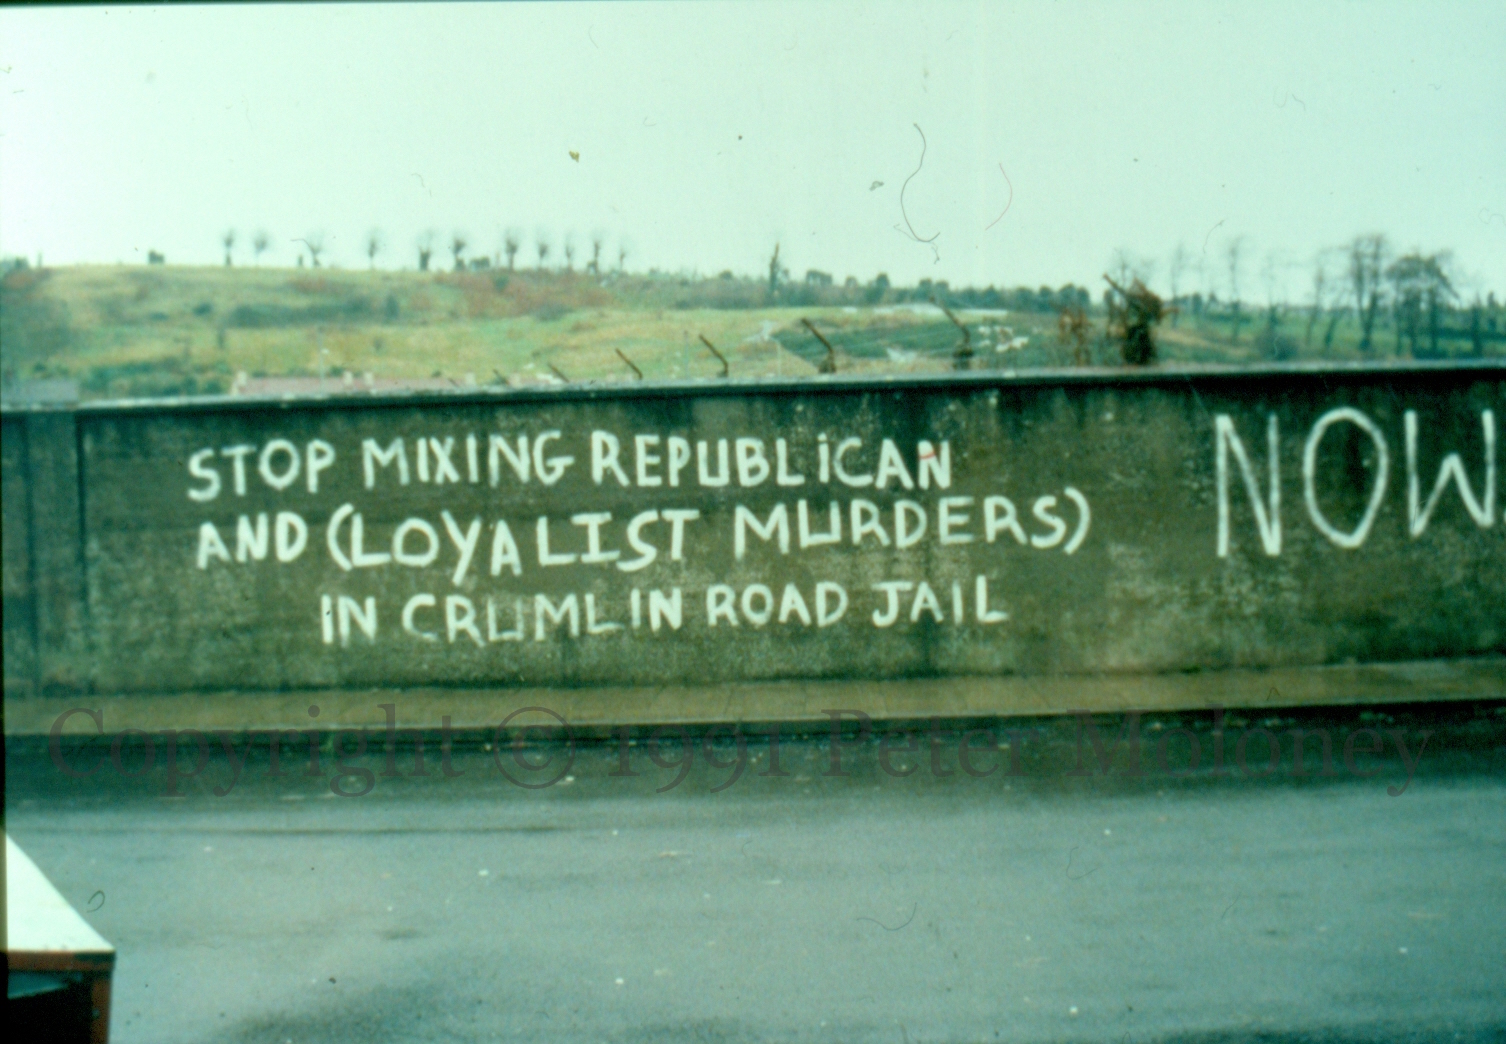 STOP MIXING REPUBLICAN
AND (LOYALIST MURDERS)
IN CRUMLIN ROAD JAIL
NOW
Copyright © 1991 Peter Moloney